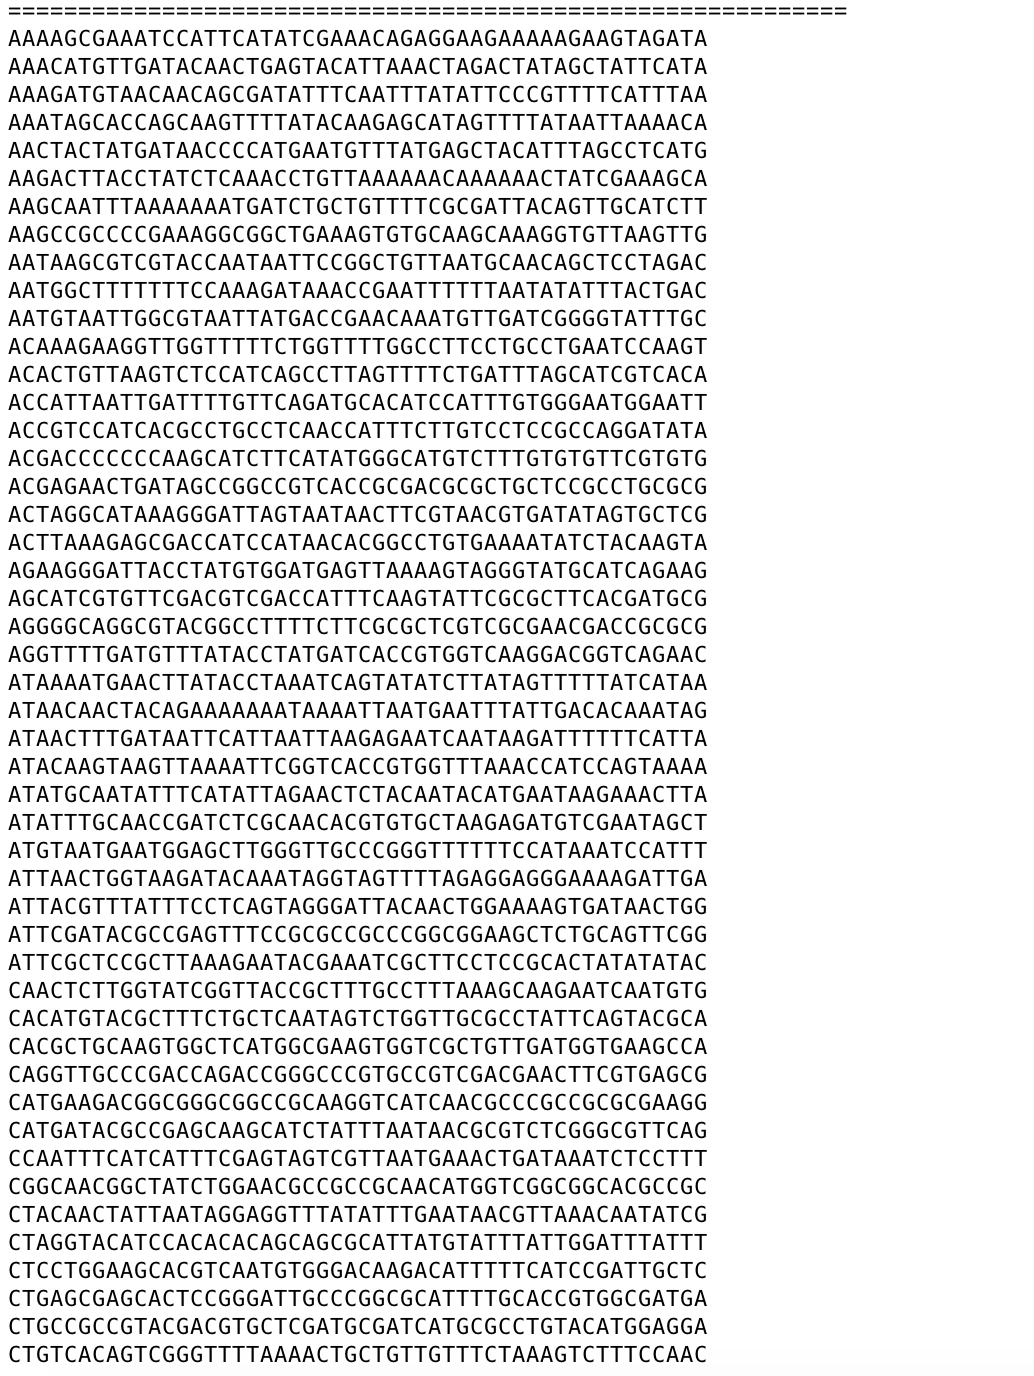 ============================================================
AAAAGCGAAATCCATTCATATCGAAACAGAGGAAGAAAAAGAAGTAGATA
AAACATGTTGATACAACTGAGTACATTAAACTAGACTATAGCTATTCATA
AAAGATGTAACAACAGCGATATTTCAATTTATATTCCCGTTTTCATTTAA
AAATAGCACCAGCAAGTTTTATACAAGAGCATAGTTTTATAATTAAAACA
AACTACTATGATAACCCCATGAATGTTTATGAGCTACATTTAGCCTCATG
AAGACTTACCTATCTCAAACCTGTTAAAAAACAAAAAACTATCGAAAGCA
AAGCAATTTAAAAAAATGATCTGCTGTTTTCGCGATTACAGTTGCATCTT
AAGCCGCCCCGAAAGGCGGCTGAAAGTGTGCAAGCAAAGGTGTTAAGTTG
AATAAGCGTCGTACCAATAATTCCGGCTGTTAATGCAACAGCTCCTAGAC
AATGGCTTTTTTTCCAAAGATAAACCGAATTTTTTAATATATTTACTGAC
AATGTAATTGGCGTAATTATGACCGAACAAATGTTGATCGGGGTATTTGC
ACAAAGAAGGTTGGTTTTTCTGGTTTTGGCCTTCCTGCCTGAATCCAAGT
ACACTGTTAAGTCTCCATCAGCCTTAGTTTTCTGATTTAGCATCGTCACA
ACCATTAATTGATTTTGTTCAGATGCACATCCATTTGTGGGAATGGAATT
ACCGTCCATCACGCCTGCCTCAACCATTTCTTGTCCTCCGCCAGGATATA
ACGACCCCCCCAAGCATCTTCATATGGGCATGTCTTTGTGTGTTCGTGTG
ACGAGAACTGATAGCCGGCCGTCACCGCGACGCGCTGCTCCGCCTGCGCG
ACTAGGCATAAAGGGATTAGTAATAACTTCGTAACGTGATATAGTGCTCG
ACTTAAAGAGCGACCATCCATAACACGGCCTGTGAAAATATCTACAAGTA
AGAAGGGATTACCTATGTGGATGAGTTAAAAGTAGGGTATGCATCAGAAG
AGCATCGTGTTCGACGTCGACCATTTCAAGTATTCGCGCTTCACGATGCG
AGGGGCAGGCGTACGGCCTTTTCTTCGCGCTCGTCGCGAACGACCGCGCG
AGGTTTTGATGTTTATACCTATGATCACCGTGGTCAAGGACGGTCAGAAC
ATAAAATGAACTTATACCTAAATCAGTATATCTTATAGTTTTTATCATAA
ATAACAACTACAGAAAAAAATAAAATTAATGAATTTATTGACACAAATAG
ATAACTTTGATAATTCATTAATTAAGAGAATCAATAAGATTTTTTCATTA
ATACAAGTAAGTTAAAATTCGGTCACCGTGGTTTAAACCATCCAGTAAAA
ATATGCAATATTTCATATTAGAACTCTACAATACATGAATAAGAAACTTA
ATATTTGCAACCGATCTCGCAACACGTGTGCTAAGAGATGTCGAATAGCT
ATGTAATGAATGGAGCTTGGGTTGCCCGGGTTTTTTCCATAAATCCATTT
ATTAACTGGTAAGATACAAATAGGTAGTTTTAGAGGAGGGAAAAGATTGA
ATTACGTTTATTTCCTCAGTAGGGATTACAACTGGAAAAGTGATAACTGG
ATTCGATACGCCGAGTTTCCGCGCCGCCCGGCGGAAGCTCTGCAGTTCGG
ATTCGCTCCGCTTAAAGAATACGAAATCGCTTCCTCCGCACTATATATAC
CAACTCTTGGTATCGGTTACCGCTTTGCCTTTAAAGCAAGAATCAATGTG
CACATGTACGCTTTCTGCTCAATAGTCTGGTTGCGCCTATTCAGTACGCA
CACGCTGCAAGTGGCTCATGGCGAAGTGGTCGCTGTTGATGGTGAAGCCA
CAGGTTGCCCGACCAGACCGGGCCCGTGCCGTCGACGAACTTCGTGAGCG
CATGAAGACGGCGGGCGGCCGCAAGGTCATCAACGCCCGCCGCGCGAAGG
CATGATACGCCGAGCAAGCATCTATTTAATAACGCGTCTCGGGCGTTCAG
CCAATTTCATCATTTCGAGTAGTCGTTAATGAAACTGATAAATCTCCTTT
CGGCAACGGCTATCTGGAACGCCGCCGCAACATGGTCGGCGGCACGCCGC
CTACAACTATTAATAGGAGGTTTATATTTGAATAACGTTAAACAATATCG
CTAGGTACATCCACACACAGCAGCGCATTATGTATTTATTGGATTTATTT
CTCCTGGAAGCACGTCAATGTGGGACAAGACATTTTTCATCCGATTGCTC
CTGAGCGAGCACTCCGGGATTGCCCGGCGCATTTTGCACCGTGGCGATGA
CTGCCGCCGTACGACGTGCTCGATGCGATCATGCGCCTGTACATGGAGGA
CTGTCACAGTCGGGTTTTAAAACTGCTGTTGTTTCTAAAGTCTTTCCAAC